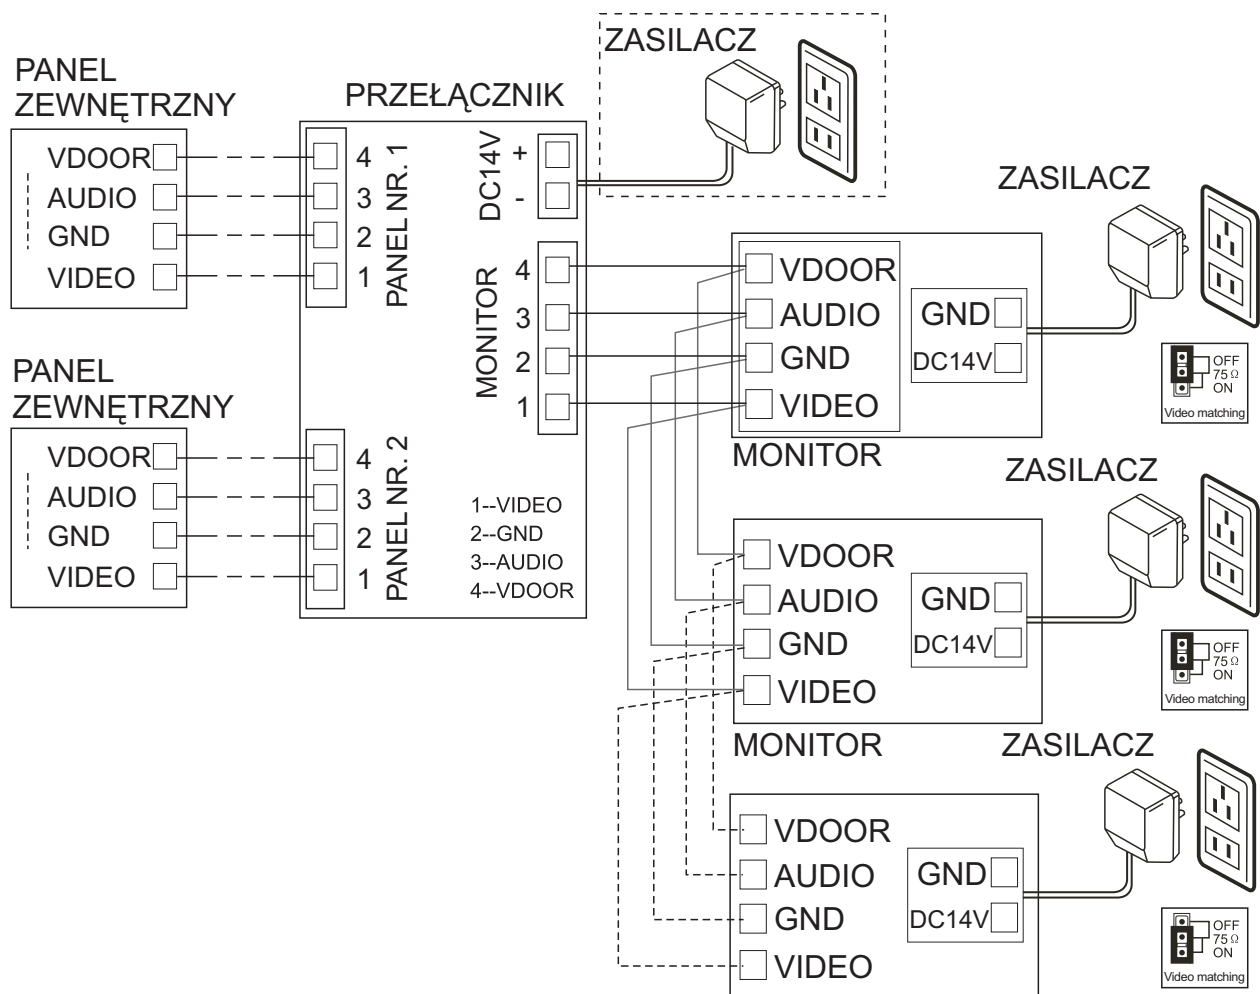 ZASILACZ
PANEL
ZEWNĘTRZNY
VDOOR
AUDIO
GND
VIDEO
PRZEŁĄCZNIK
4
3
2
1
PANEL NR. 1
DC14V
+
-
MONITOR
4
3
2
1
PANEL
ZEWNĘTRZNY
VDOOR
AUDIO
GND
VIDEO
4
3
2
1
PANEL NR. 2
1--VIDEO
2--GND
3--AUDIO
4--VDOOR
ZASILACZ
VDOOR
AUDIO
GND
VIDEO
GND
DC14V
MONITOR
OFF
75 Ω
ON
Video matching
ZASILACZ
VDOOR
AUDIO
GND
VIDEO
GND
DC14V
MONITOR
OFF
75 Ω
ON
Video matching
ZASILACZ
VDOOR
AUDIO
GND
VIDEO
GND
DC14V
OFF
75 Ω
ON
Video matching